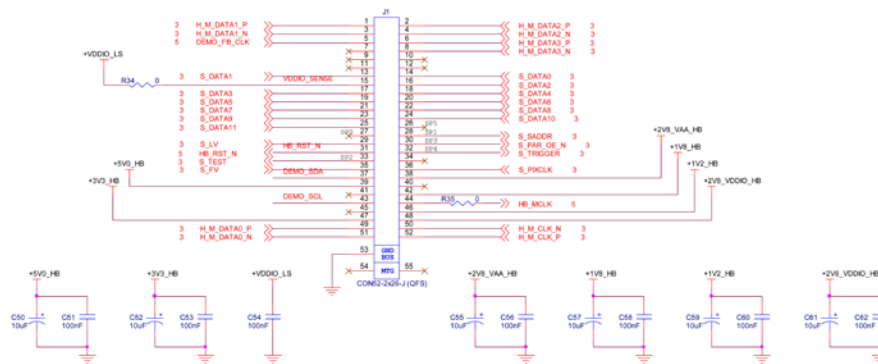 J1
3 H_M_DATA1_P 1 2 H_M_DATA2_P 3
3 H_M_DATA1_N 3 4 H_M_DATA2_N 3
5 DEMO_FB_CLK 5 6 H_M_DATA3_P 3
7 8 H_M_DATA3_N 3
+VDDIO_LS 9 10
11 12
R34 0 3 S_DATA1 13 14 S_DATA0 3
VDDIO_SENSE 15 16 S_DATA2 3
3 S_DATA3 17 18 S_DATA4 3
3 S_DATA5 19 20 S_DATA6 3
3 S_DATA7 21 22 S_DATA8 3
3 S_DATA9 23 24 S_DATA10 3
3 S_DATA11 25 26 SP5
27 28 SP1 S_SADDR 3
3 S_LV 29 30 SP3 S_PAR_OE_N 3
5 HB_RST_N HB_RST_N 31 32 SP4 S_TRIGGER 3
3 S_TEST SP2 33 34
3 S_FV 35 36 S_PIXCLK 3
DEMO_SDA 37 38
39 40
41 42
DEMO_SCL 43 44 R35 0 HB_MCLK 5
45 46
47 48
3 H_M_DATA0_P 49 50 H_M_CLK_N 3
3 H_M_DATA0_N 51 52 H_M_CLK_P 3
53 GND BUS
54 MTG 55
CON52-2x26-J (QFS)
+5V0_HB
+3V3_HB
+2V8_VAA_HB
+1V8_HB
+1V2_HB
+2V8_VDDIO_HB
+5V0_HB +3V3_HB +VDDIO_LS +2V8_VAA_HB +1V8_HB +1V2_HB +2V8_VDDIO_HB
C50 C51 C52 C53 C54 C55 C56 C57 C58 C59 C60 C61 C62
10uF 100nF 10uF 100nF 100nF 10uF 100nF 10uF 100nF 10uF 100nF 10uF 100nF